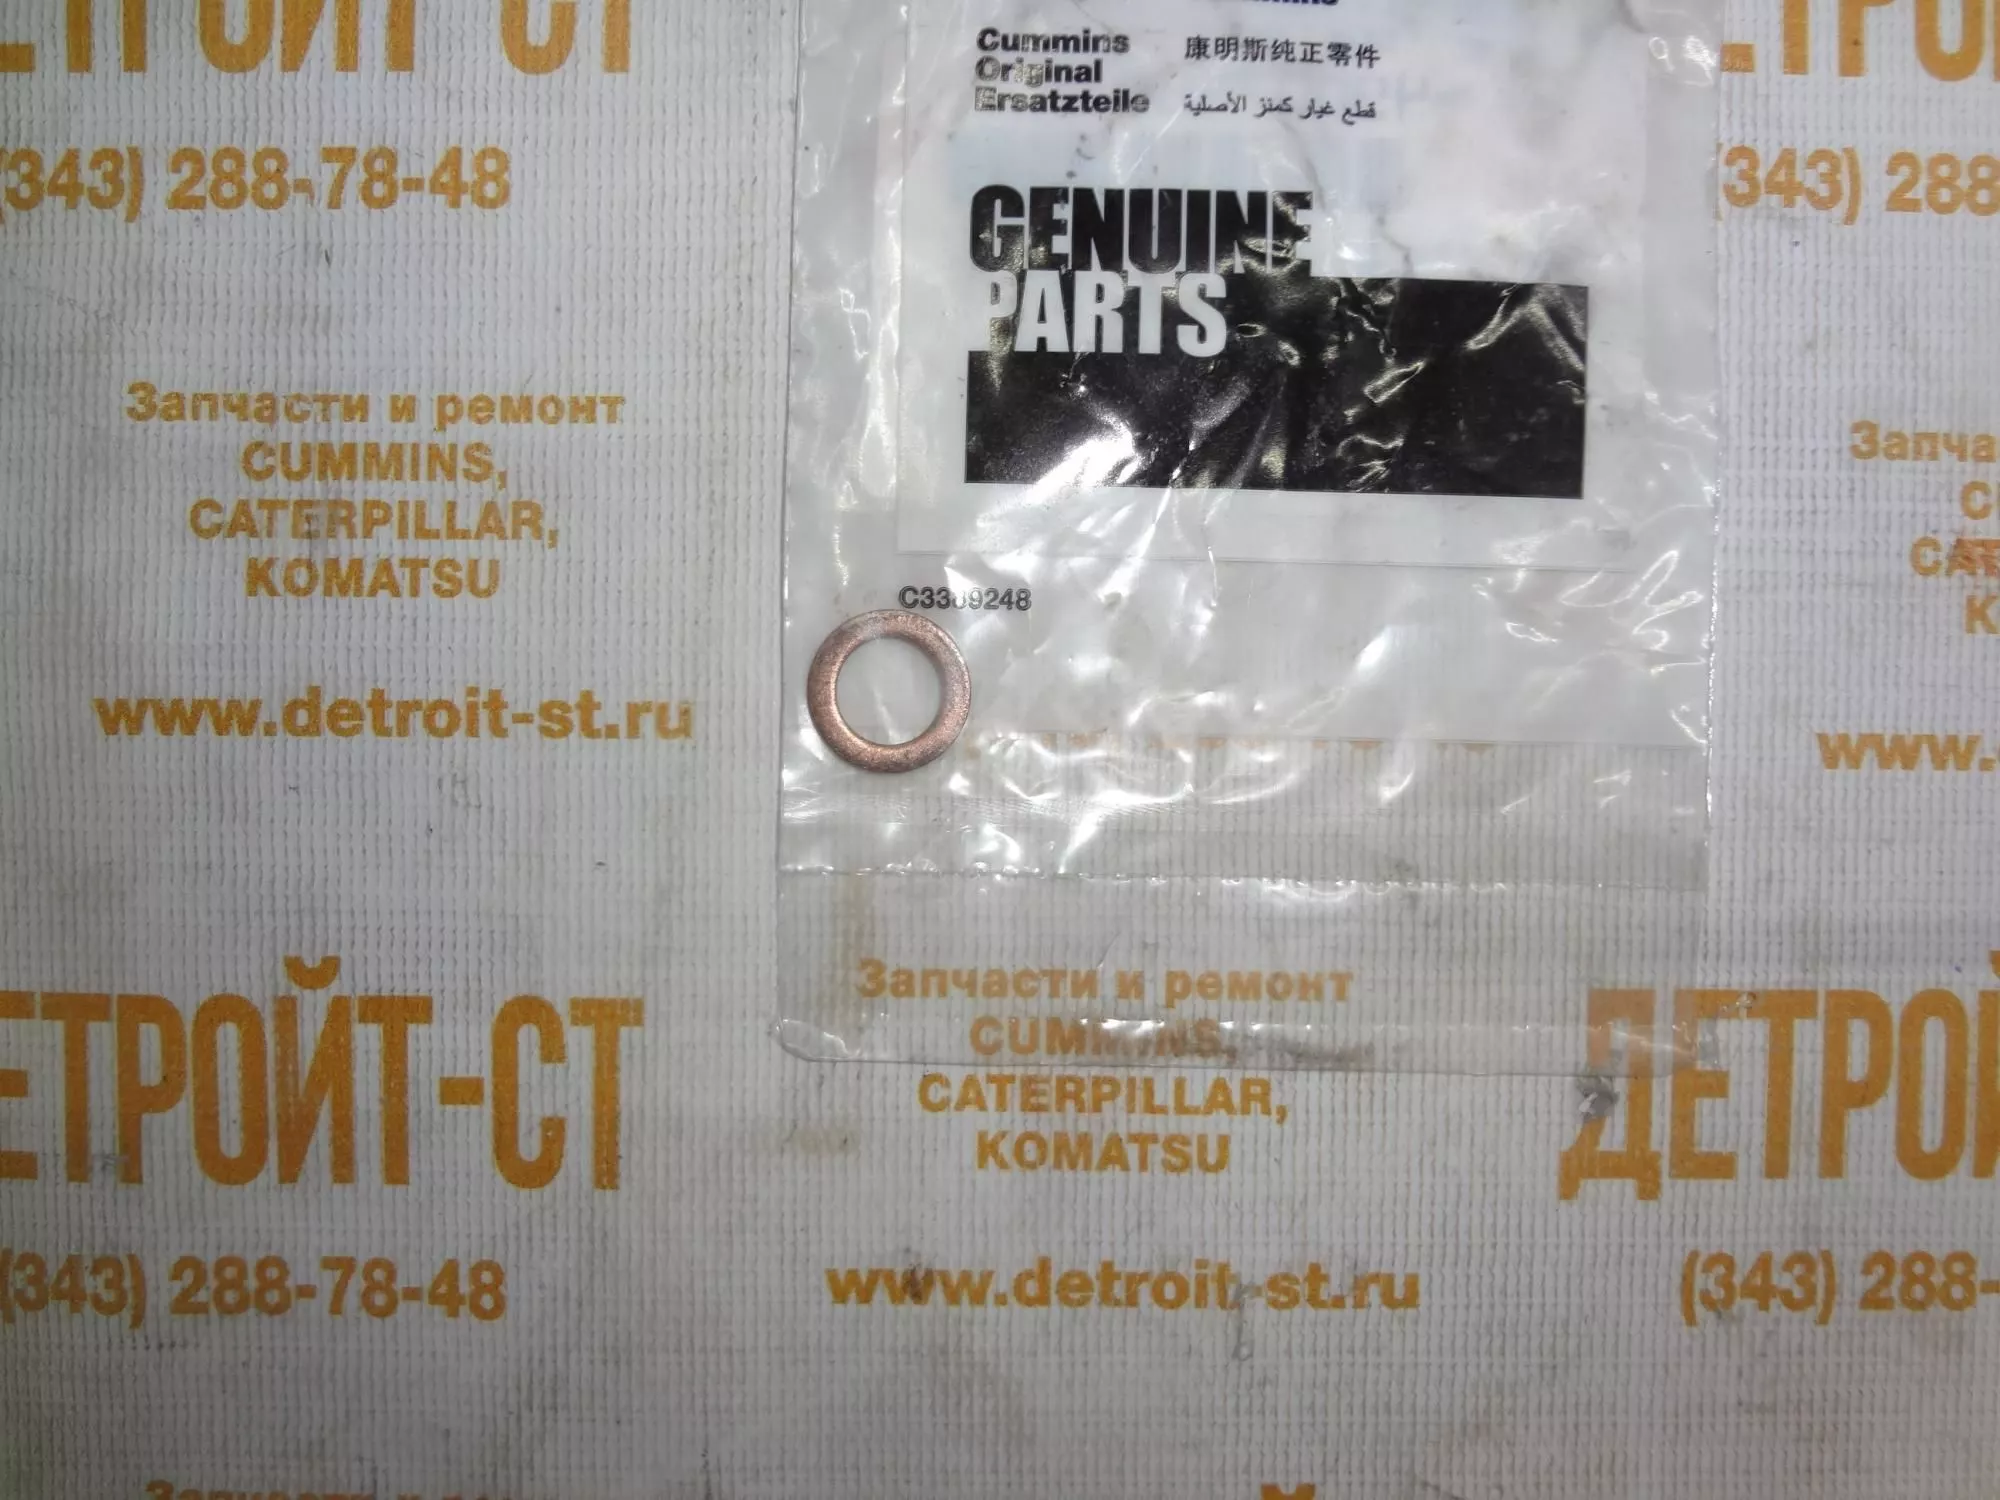 ЕТРОЙТ-СТ
(343) 288-78-48
Запчасти и ремонт
CUMMINS,
CATERPILLAR,
KOMATSU
www.detroit-st.ru
ЕТРОЙТ-СТ
(343) 288-78-48
Cummins
Original
Ersatzteile
康明斯纯正零件
قطع غيار كمنز الأصلية
GENUINE
PARTS
Запчасти и ремонт
CUMMINS,
CATERPILLAR,
KOMATSU
www.detroit-st.ru
(343) 288
Запча
www.
ДЕТРОЙ
(343) 288-